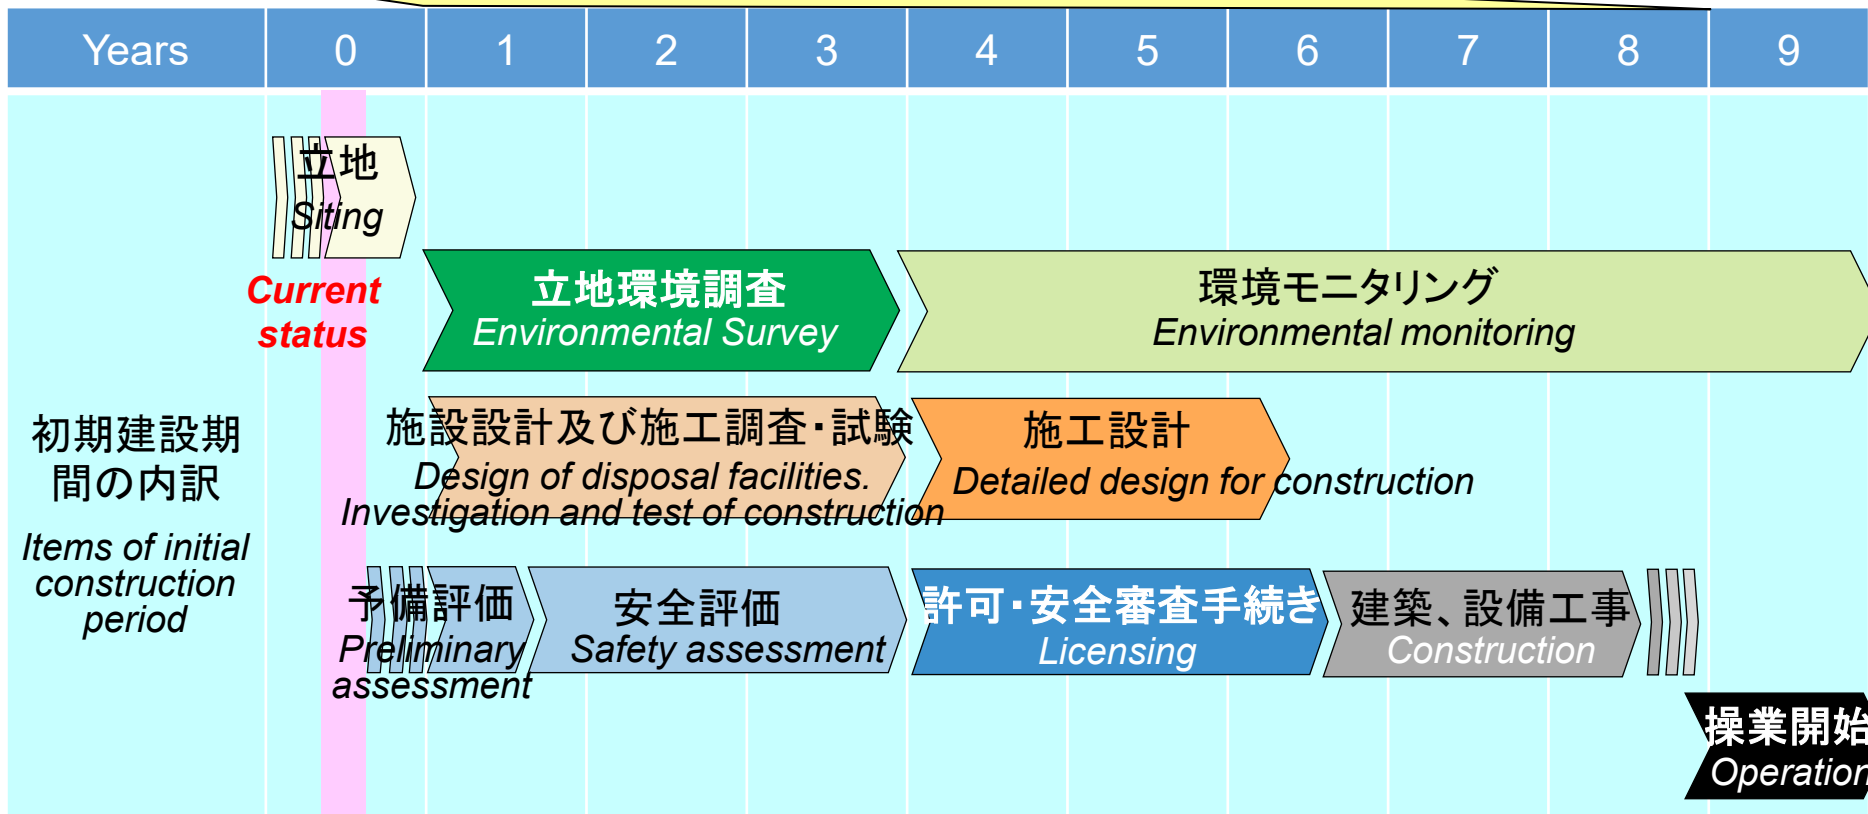 Years 0 1 2 3 4 5 6 7 8 9
立地
Siting
Current
status
立地環境調査
Environmental Survey
環境モニタリング
Environmental monitoring
初期建設期
間の内訳
Items of initial
construction
period
施設設計及び施工調査・試験
Design of disposal facilities.
Investigation and test of construction
施工設計
Detailed design for construction
予備評価
Preliminary
assessment
安全評価
Safety assessment
許可・安全審査手続き
Licensing
建築、設備工事
Construction
操業開始
Operation